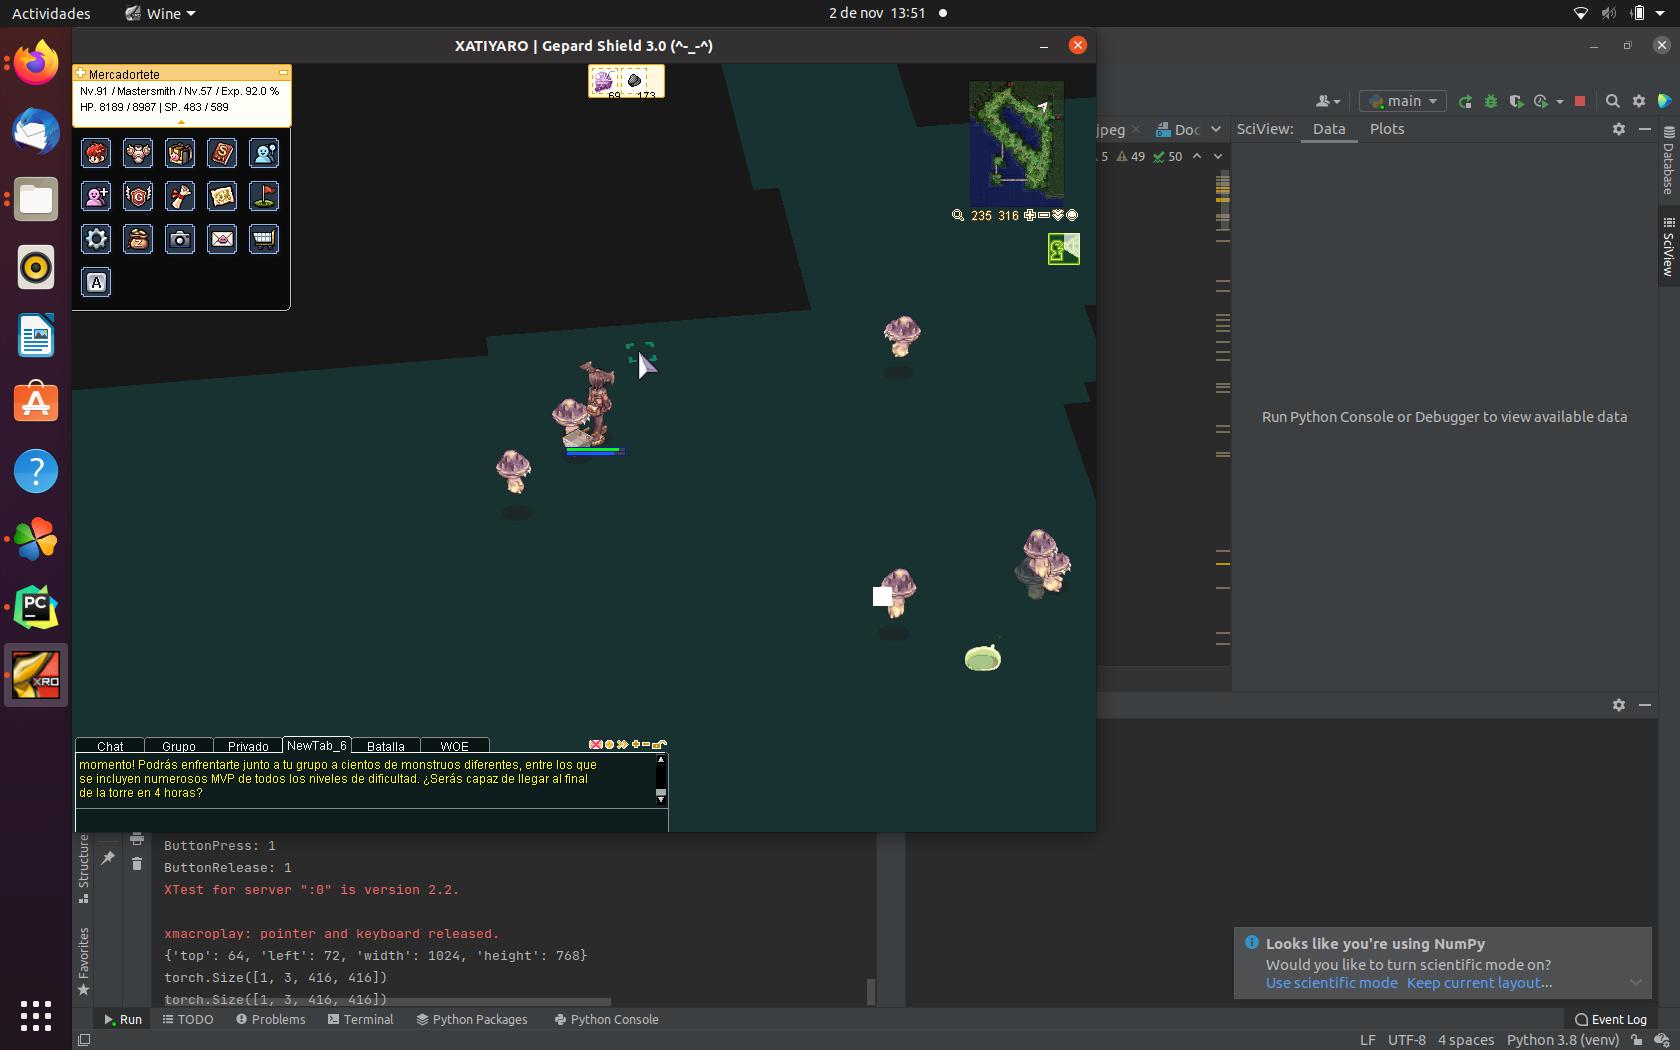 Actividades
Wine
2 de nov 13:51
XATIYARO | Gepard Shield 3.0 (^-_-^)
Mercadortete
Nv.91 / Mastersmith / Nv.57 / Exp. 92.0 %
HP. 8189 / 8987 | SP. 483 / 589
69 173
A
235 316
main
jpeg
Doc
SciView:
Data
Plots
5
49
50
Database
SciView
Run Python Console or Debugger to view available data
PC
XRO
Chat
Grupo
Privado
NewTab_6
Batalla
WOE
momento! Podrás enfrentarte junto a tu grupo a cientos de monstruos diferentes, entre los que
se incluyen numerosos MVP de todos los niveles de dificultad. ¿Serás capaz de llegar al final
de la torre en 4 horas?
Structure
Favorites
ButtonPress: 1
ButtonRelease: 1
XTest for server ":0" is version 2.2.
xmacroplay: pointer and keyboard released.
{'top': 64, 'left': 72, 'width': 1024, 'height': 768}
torch.Size([1, 3, 416, 416])
torch.Size([1, 3, 416, 416])
Looks like you're using NumPy
Would you like to turn scientific mode on?
Use scientific mode Keep current layout...
Run
TODO
Problems
Terminal
Python Packages
Python Console
Event Log
LF UTF-8 4 spaces Python 3.8 (venv)